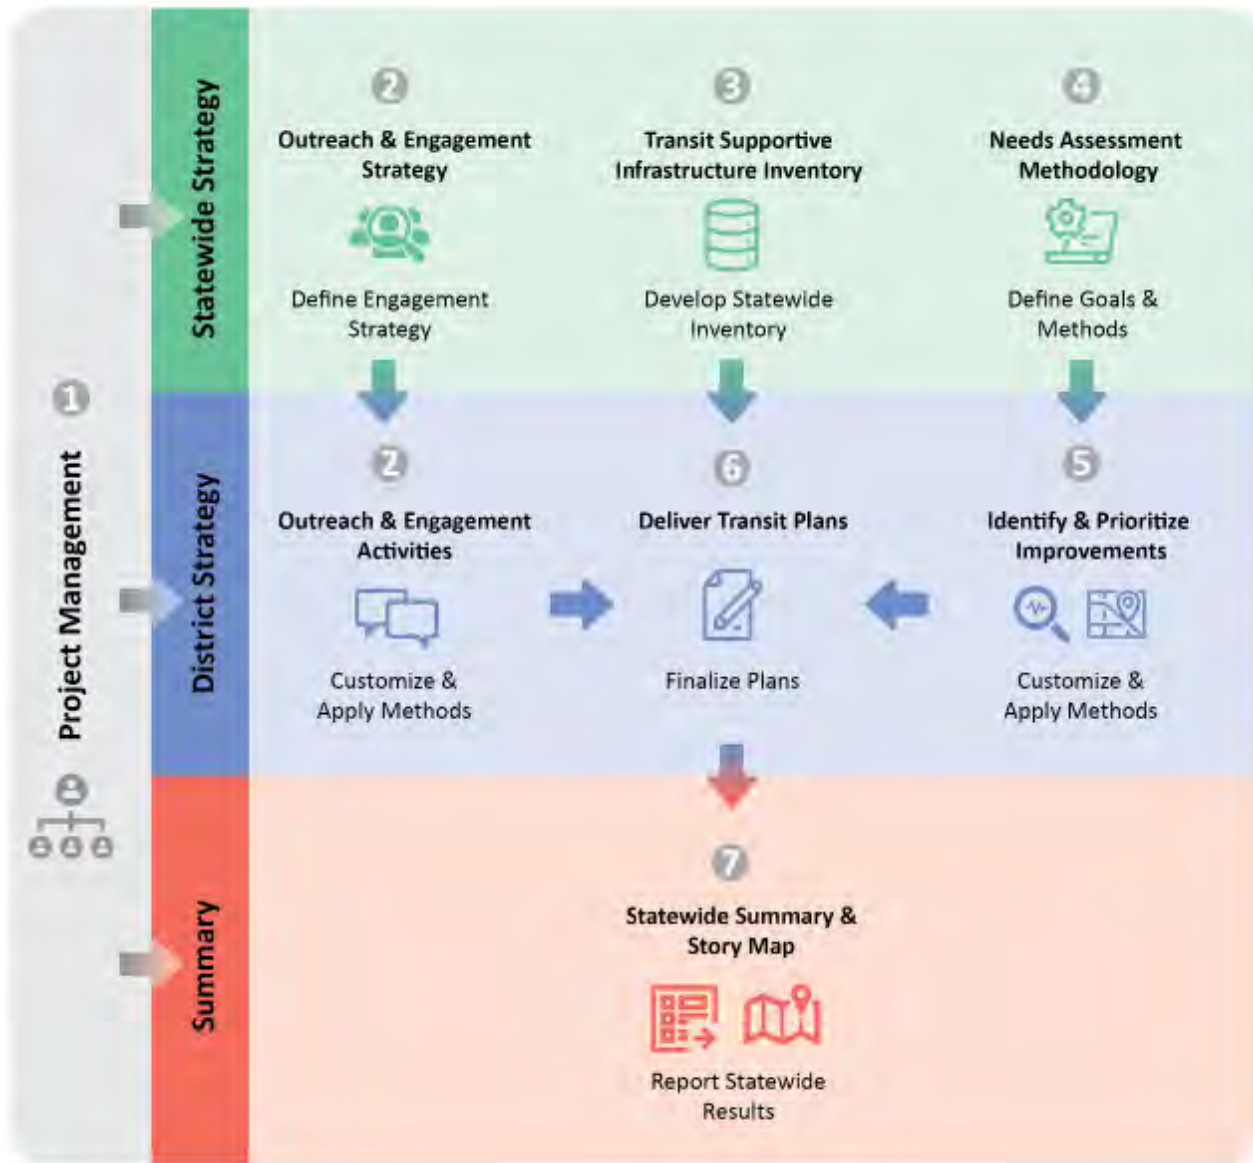 1
Project Management
Statewide Strategy
2
Outreach & Engagement
Strategy
Define Engagement
Strategy
3
Transit Supportive
Infrastructure Inventory
Develop Statewide
Inventory
4
Needs Assessment
Methodology
Define Goals &
Methods
District Strategy
2
Outreach & Engagement
Activities
Customize &
Apply Methods
6
Deliver Transit Plans
Finalize Plans
5
Identify & Prioritize
Improvements
Customize &
Apply Methods
Summary
7
Statewide Summary &
Story Map
Report Statewide
Results